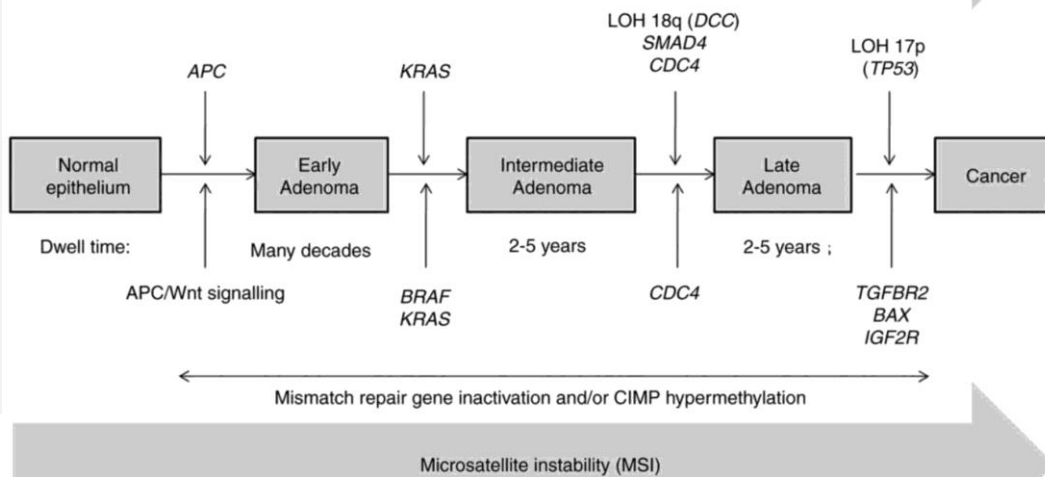 LOH 18q (DCC)
SMAD4
CDC4
LOH 17p
(TP53)
APC
KRAS
Normal
epithelium
Early
Adenoma
Intermediate
Adenoma
Late
Adenoma
Cancer
Dwell time:
Many decades
2-5 years
2-5 years ;
APC/Wnt signalling
BRAF
KRAS
CDC4
TGFBR2
BAX
IGF2R
Mismatch repair gene inactivation and/or CIMP hypermethylation
Microsatellite instability (MSI)